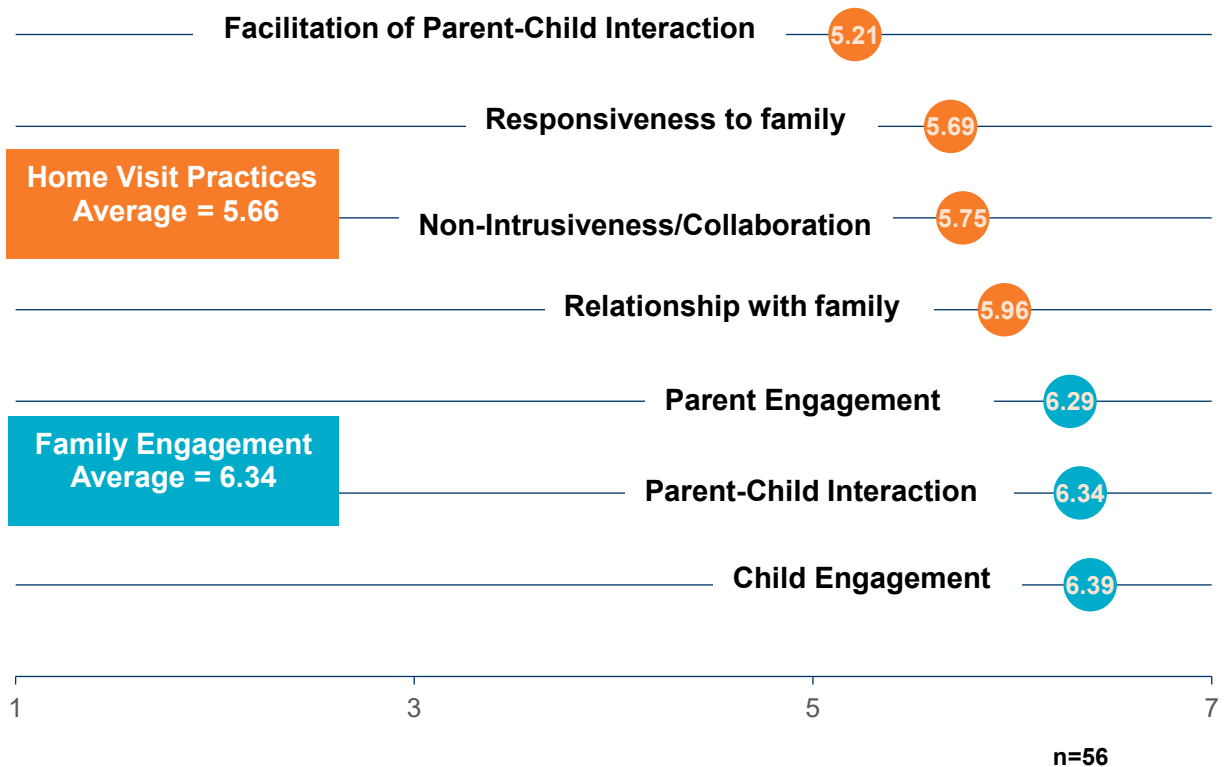 Facilitation of Parent-Child Interaction
5.21
Responsiveness to family
5.69
Home Visit Practices
Average = 5.66
Non-Intrusiveness/Collaboration
5.75
Relationship with family
5.96
Parent Engagement
6.29
Family Engagement
Average = 6.34
Parent-Child Interaction
6.34
Child Engagement
6.39
1
3
5
7
n=56